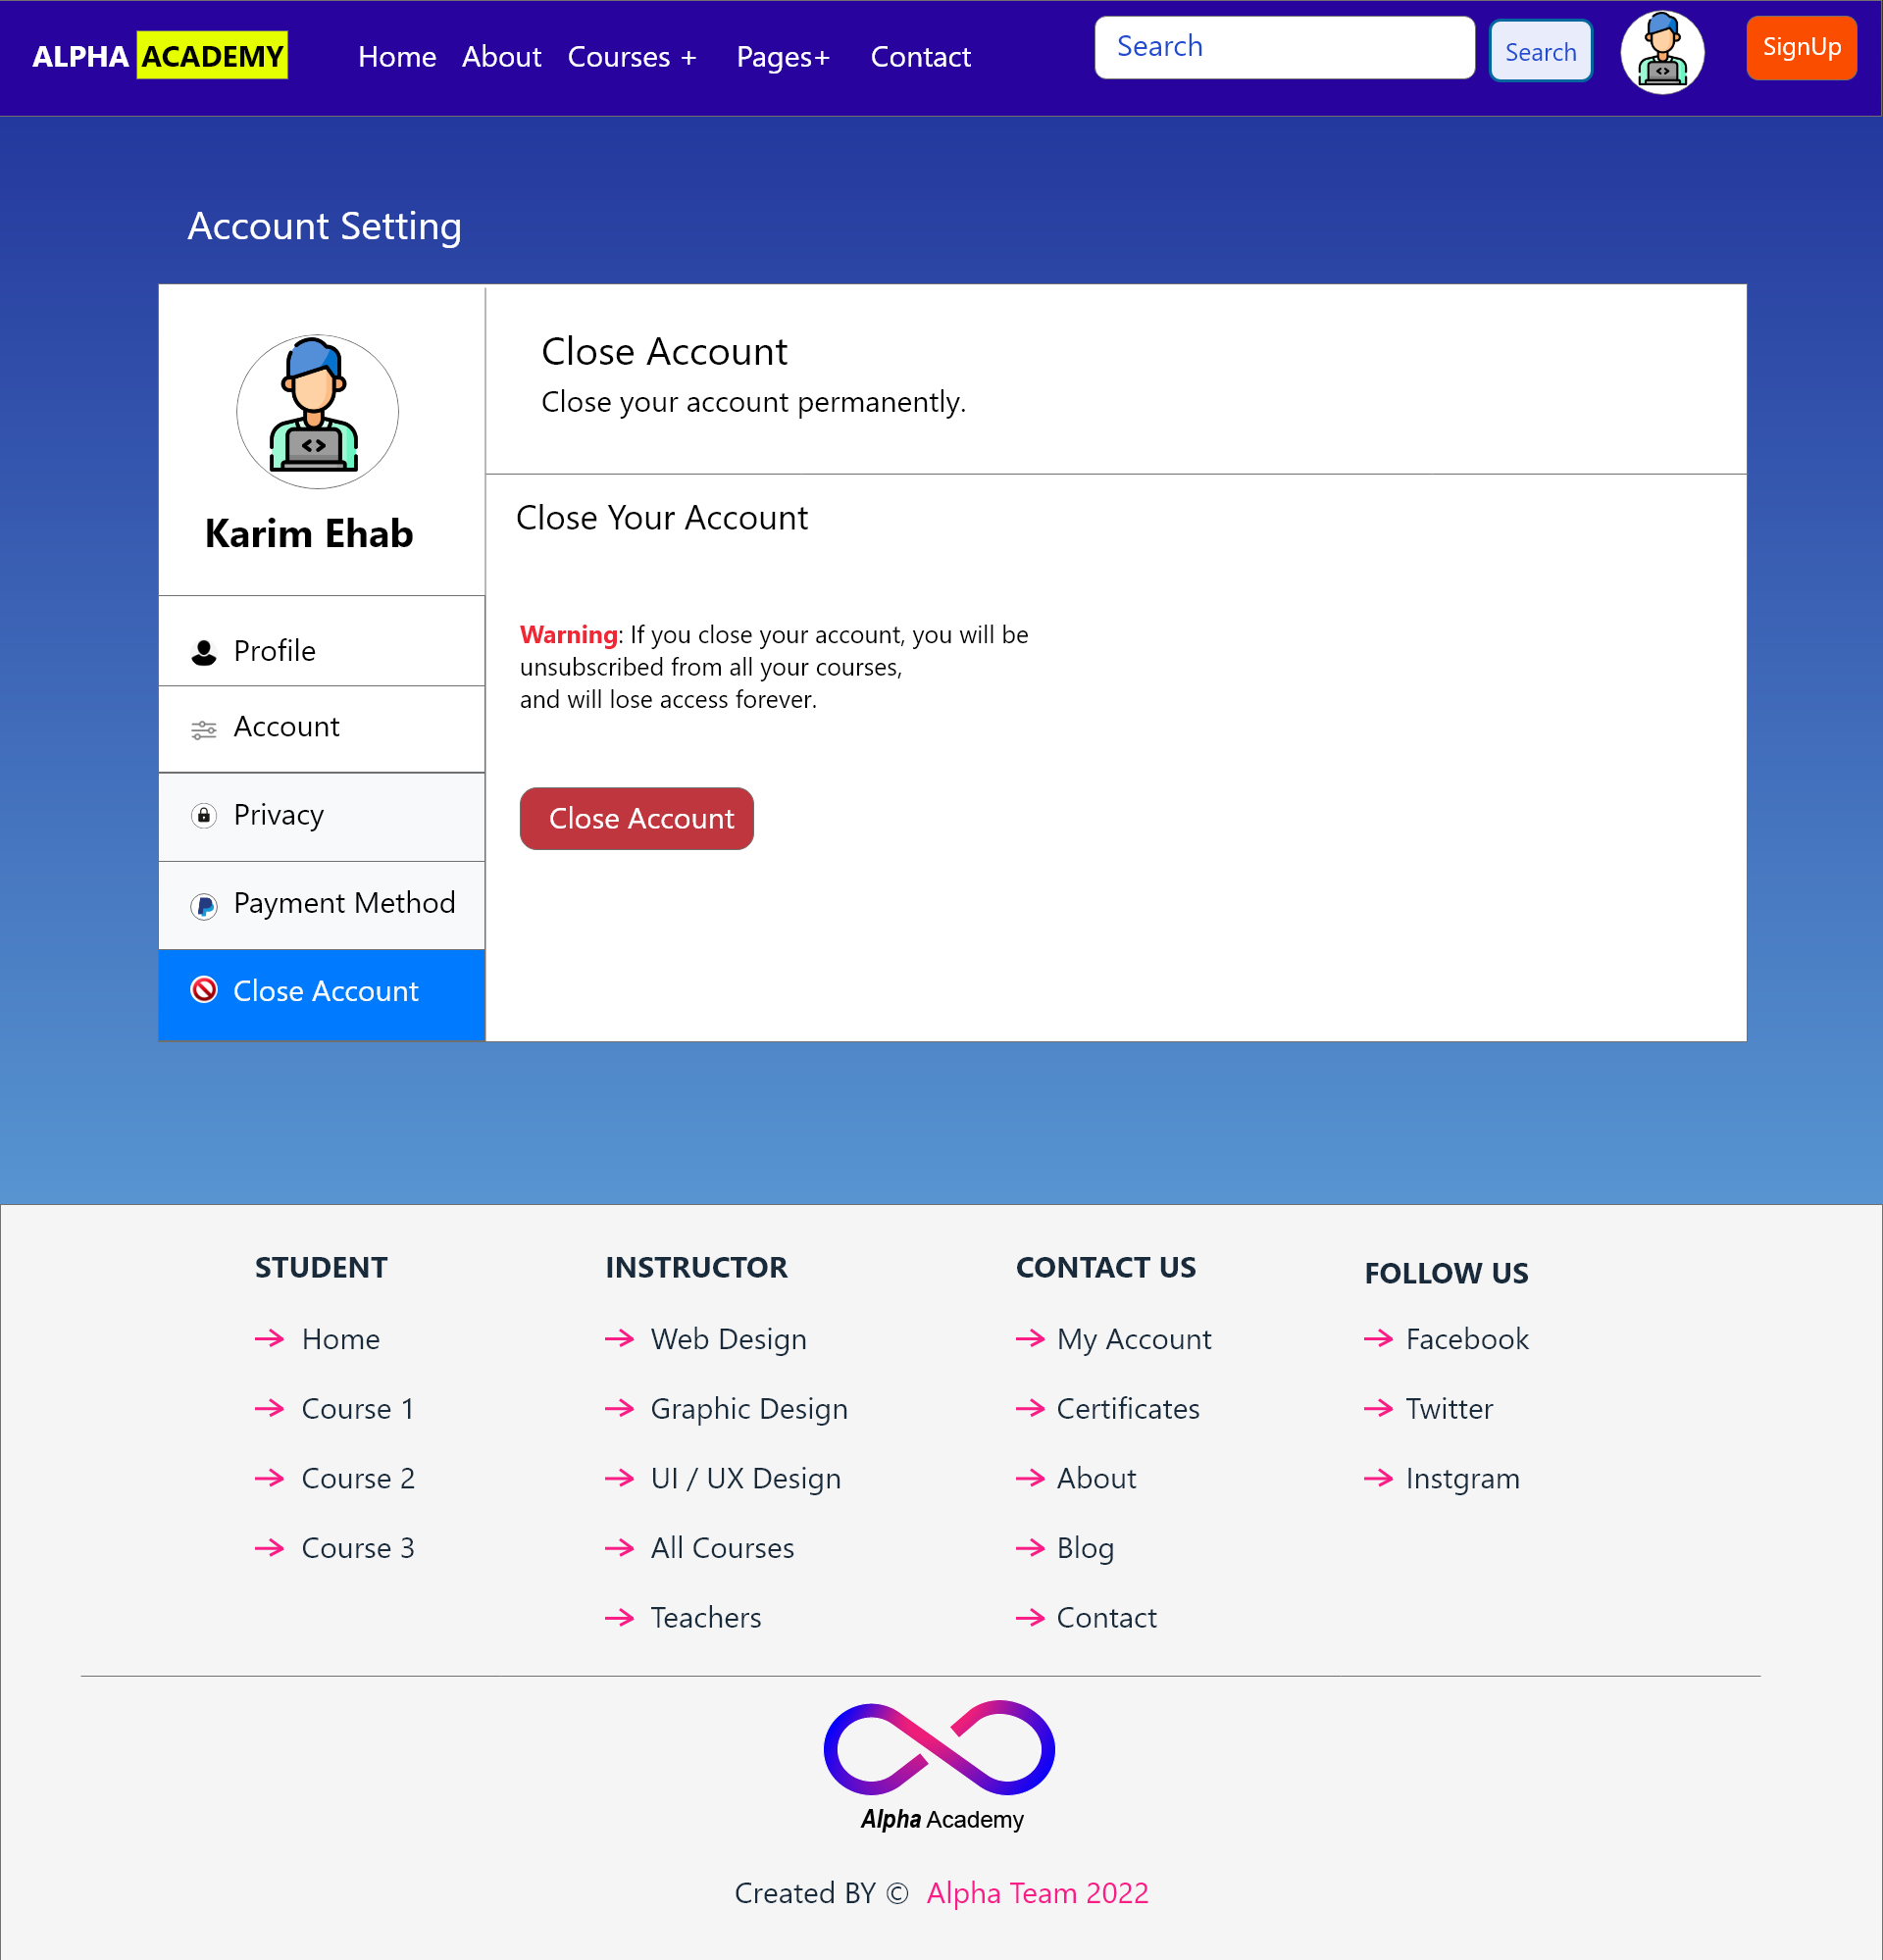 ALPHA ACADEMY Home About Courses + Pages+ Contact Search Search SignUp
Account Setting
Karim Ehab
Profile
Account
Privacy
Payment Method
Close Account
Close Account
Close your account permanently.
Close Your Account
Warning: If you close your account, you will be
unsubscribed from all your courses,
and will lose access forever.
Close Account
STUDENT
Home
Course 1
Course 2
Course 3
INSTRUCTOR
Web Design
Graphic Design
UI / UX Design
All Courses
Teachers
CONTACT US
My Account
Certificates
About
Blog
Contact
FOLLOW US
Facebook
Twitter
Instgram
Alpha Academy
Created BY © Alpha Team 2022